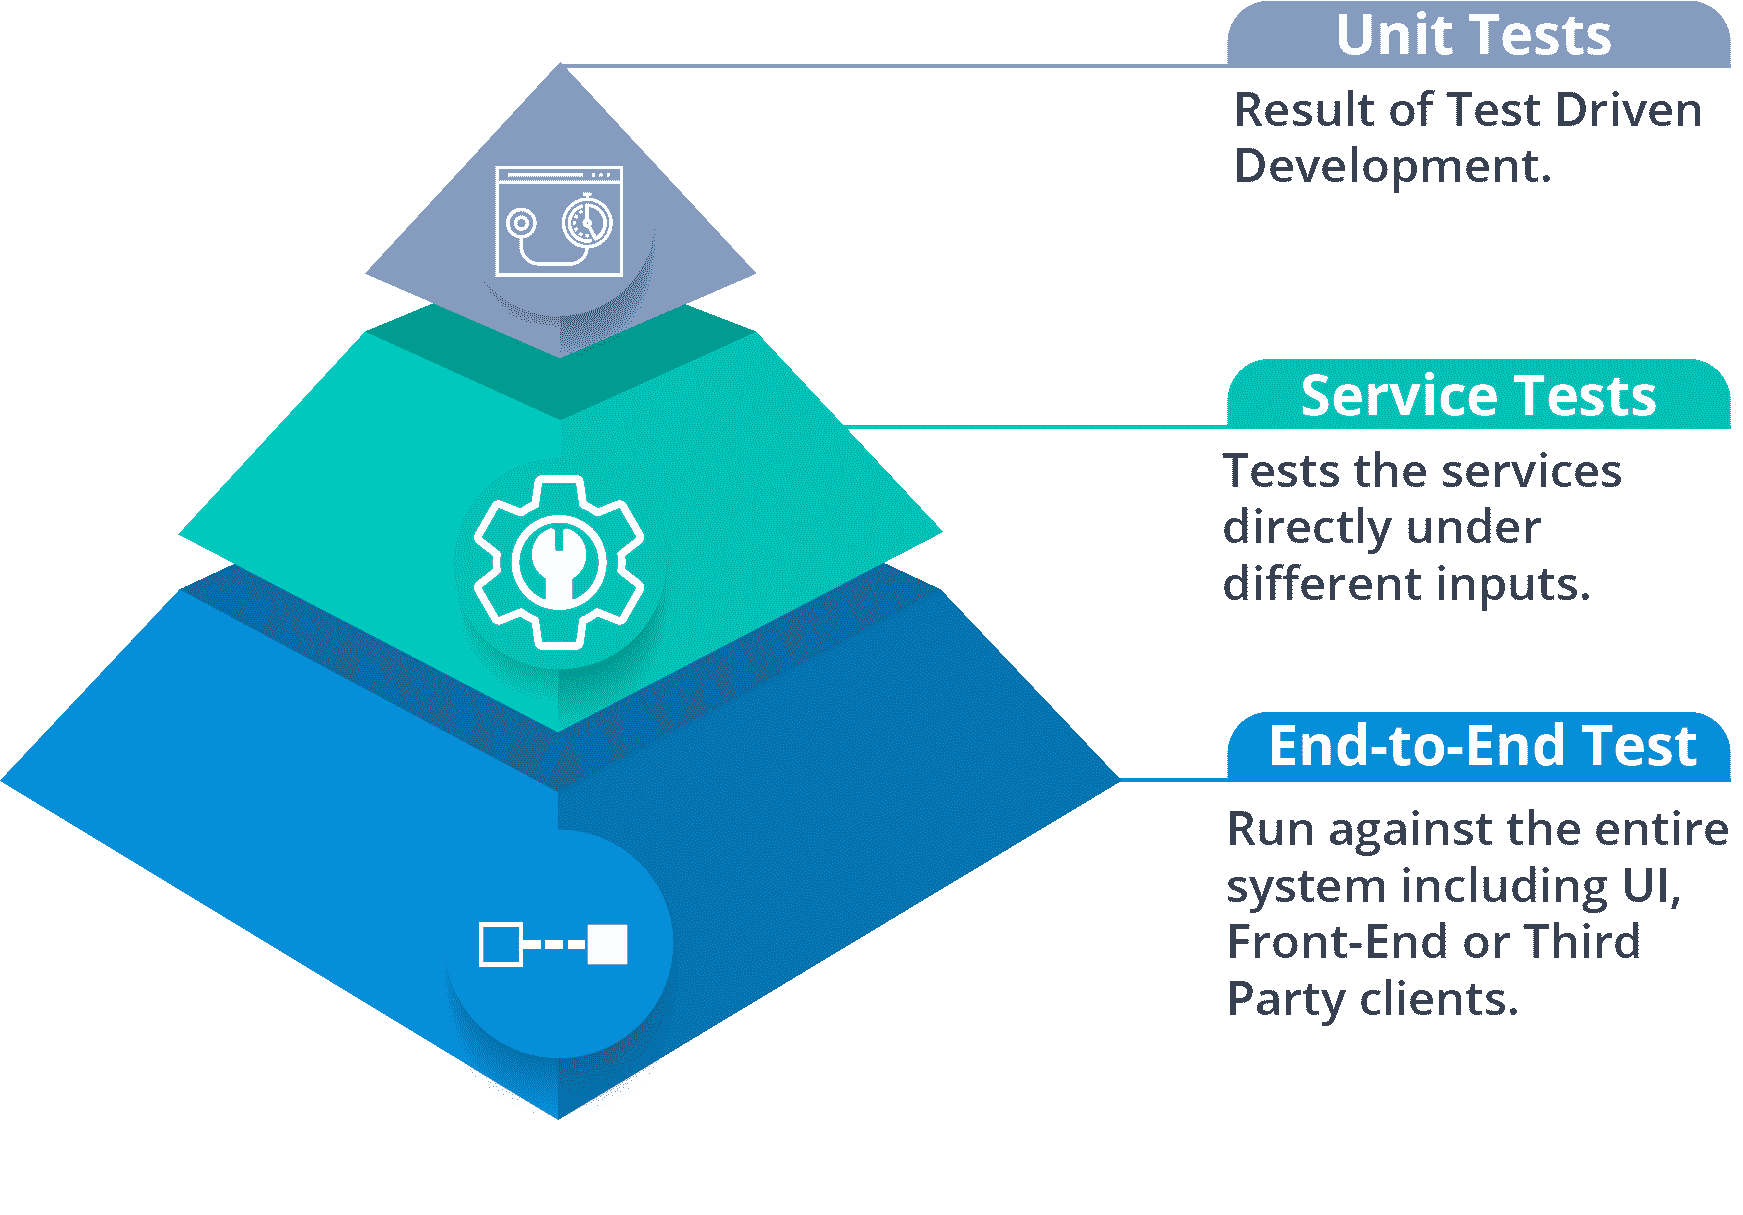 Unit Tests
Result of Test Driven
Development.
Service Tests
Tests the services
directly under
different inputs.
End-to-End Test
Run against the entire
system including UI,
Front-End or Third
Party clients.